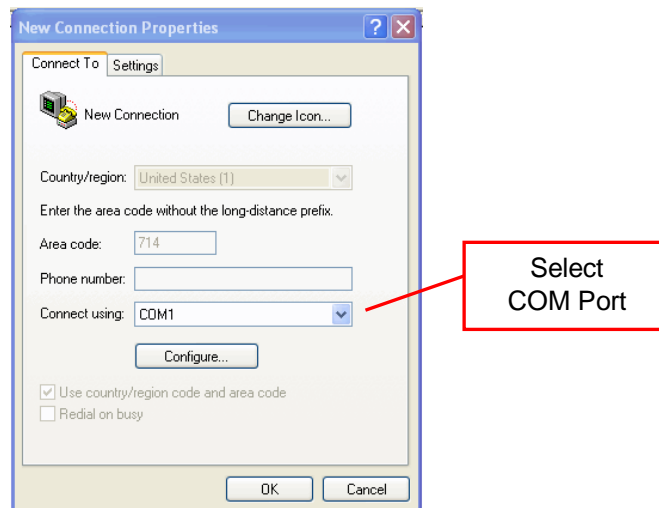 New Connection Properties
Connect To Settings
New Connection Change Icon...
Country/region: United States (1)
Enter the area code without the long-distance prefix.
Area code: 714
Phone number:
Connect using: COM1
Configure...
Use country/region code and area code
Redial on busy
OK Cancel
Select
COM Port